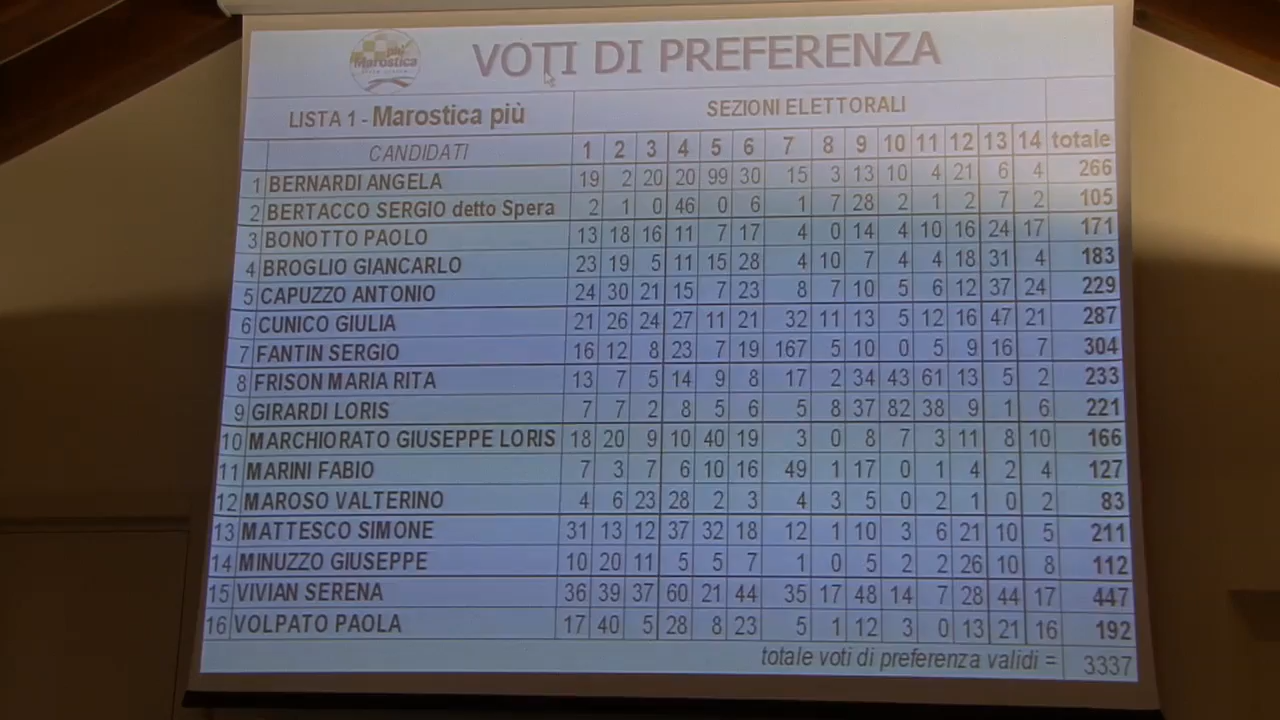 più
Marostica
VOTI DI PREFERENZA
LISTA 1 - Marostica più SEZIONI ELETTORALI
CANDIDATI 1 2 3 4 5 6 7 8 9 10 11 12 13 14 totale
1 BERNARDI ANGELA 19 2 20 20 99 30 15 3 13 10 4 21 6 4 266
2 BERTACCO SERGIO detto Spera 2 1 0 46 0 6 1 7 28 2 1 2 7 2 105
3 BONOTTO PAOLO 13 18 16 11 7 17 4 0 14 4 10 16 24 17 171
4 BROGLIO GIANCARLO 23 19 5 11 15 28 4 10 7 4 4 18 31 4 183
5 CAPUZZO ANTONIO 24 30 21 15 7 23 8 7 10 5 6 12 37 24 229
6 CUNICO GIULIA 21 26 24 27 11 21 32 11 13 5 12 16 47 21 287
7 FANTIN SERGIO 16 12 8 23 7 19 167 5 10 0 5 9 16 7 304
8 FRISON MARIA RITA 13 7 5 14 9 8 17 2 34 43 61 13 5 2 233
9 GIRARDI LORIS 7 7 2 8 5 6 5 8 37 82 38 9 1 6 221
10 MARCHIORATO GIUSEPPE LORIS 18 20 9 10 40 19 3 0 8 7 3 11 8 10 166
11 MARINI FABIO 7 3 7 6 10 16 49 1 17 0 1 4 2 4 127
12 MAROSO VALTERINO 4 6 23 28 2 3 4 3 5 0 2 1 0 2 83
13 MATTESCO SIMONE 31 13 12 37 32 18 12 1 10 3 6 21 10 5 211
14 MINUZZO GIUSEPPE 10 20 11 5 5 7 1 0 5 2 2 26 10 8 112
15 VIVIAN SERENA 36 39 37 60 21 44 35 17 48 14 7 28 44 17 447
16 VOLPATO PAOLA 17 40 5 28 8 23 5 1 12 3 0 13 21 16 192
totale voti di preferenza validi = 3337